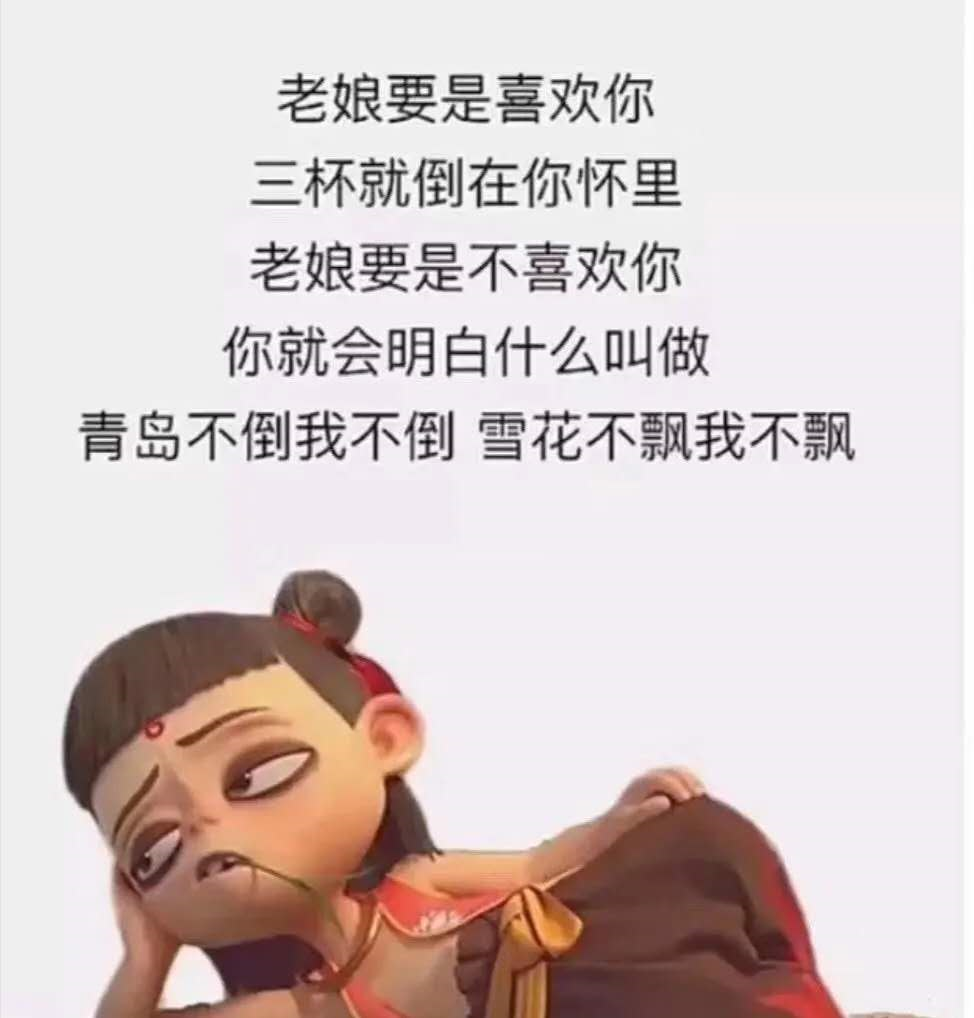 老娘要是喜欢你
三杯就倒在你怀里
老娘要是不喜欢你
你就会明白什么叫做
青岛不倒我不倒 雪花不飘我不飘